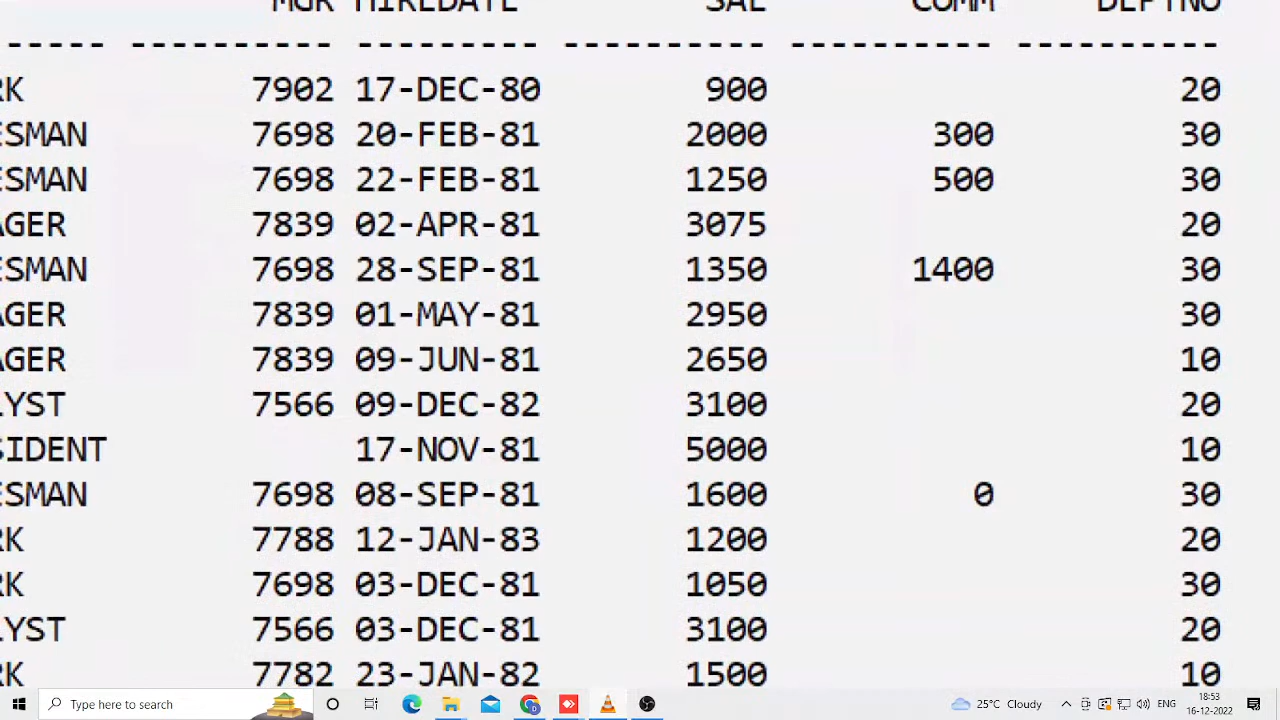 MGR HIREDATE SAL COMM DEPTNO
----- ---------- --------- ---------- ---------- ----------
RK 7902 17-DEC-80 900 20
ESMAN 7698 20-FEB-81 2000 300 30
ESMAN 7698 22-FEB-81 1250 500 30
AGER 7839 02-APR-81 3075 20
ESMAN 7698 28-SEP-81 1350 1400 30
AGER 7839 01-MAY-81 2950 30
AGER 7839 09-JUN-81 2650 10
LYST 7566 09-DEC-82 3100 20
SIDENT 17-NOV-81 5000 10
ESMAN 7698 08-SEP-81 1600 0 30
RK 7788 12-JAN-83 1200 20
RK 7698 03-DEC-81 1050 30
LYST 7566 03-DEC-81 3100 20
RK 7782 23-JAN-82 1500 10
Type here to search
25°C Cloudy
ENG
18:53
16-12-2022